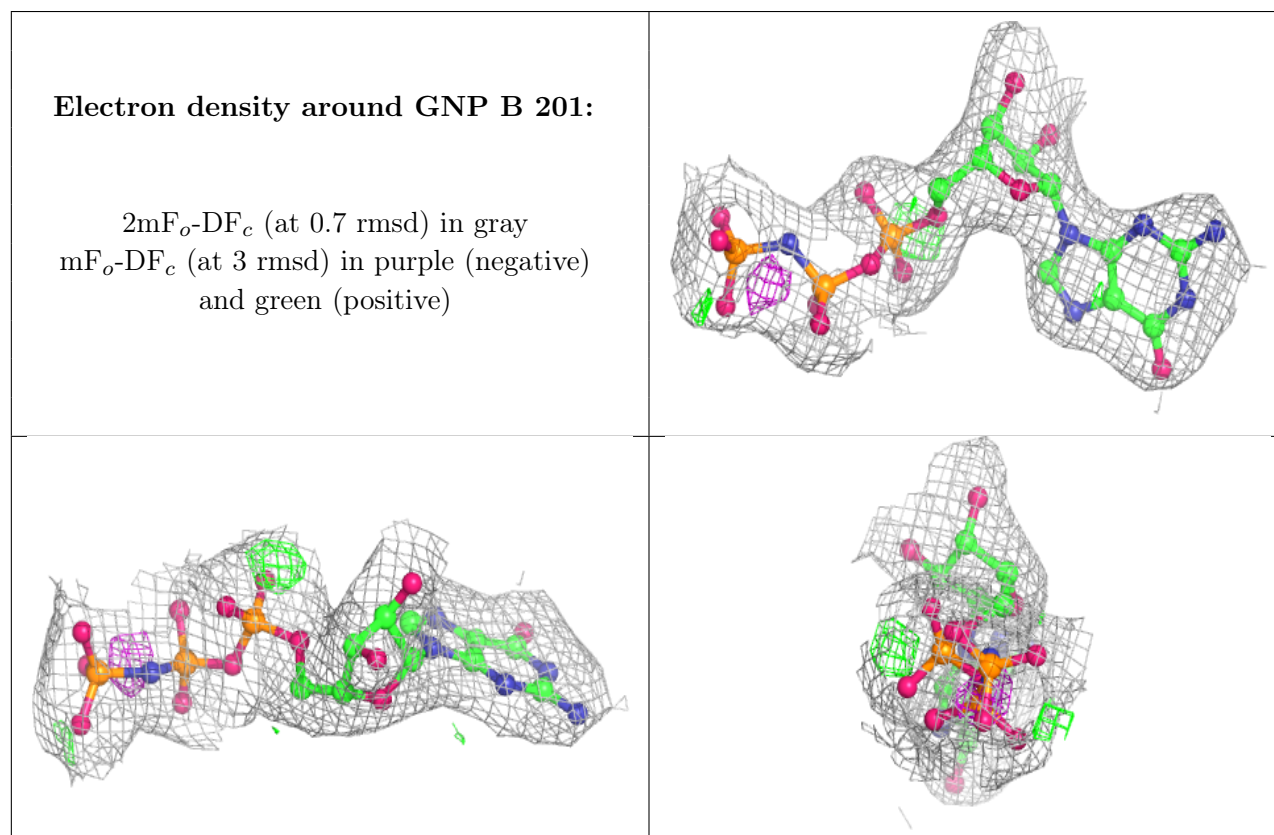 Electron density around GNP B 201:
2mFo-DFc (at 0.7 rmsd) in gray
mFo-DFc (at 3 rmsd) in purple (negative)
and green (positive)